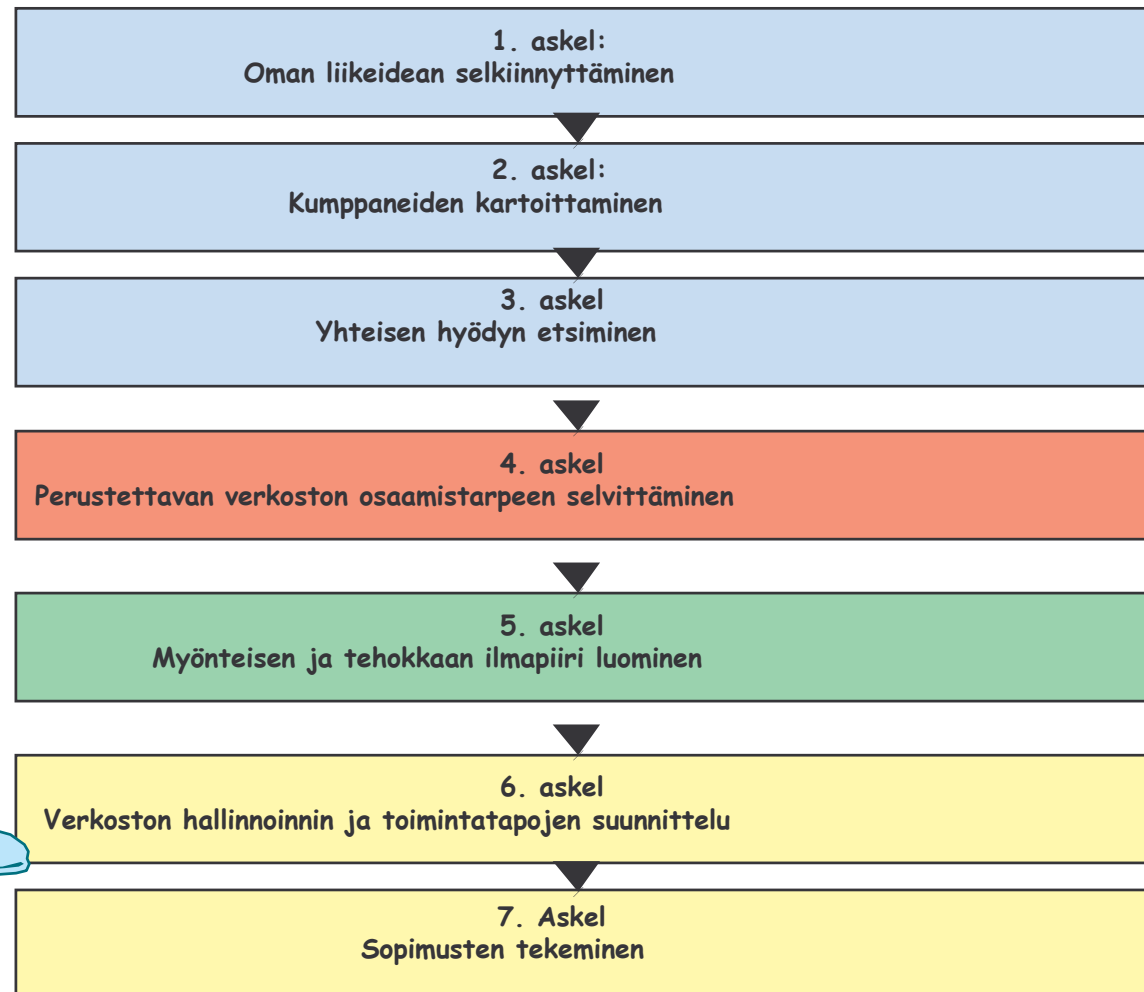 1. askel:
Oman liikeidean selkiinnyttäminen
2. askel:
Kumppaneiden kartoittaminen
3. askel
Yhteisen hyödyn etsiminen
4. askel
Perustettavan verkoston osaamistarpeen selvittäminen
5. askel
Myönteisen ja tehokkaan ilmapiiri luominen
6. askel
Verkoston hallinnoinnin ja toimintatapojen suunnittelu
7. Askel
Sopimusten tekeminen